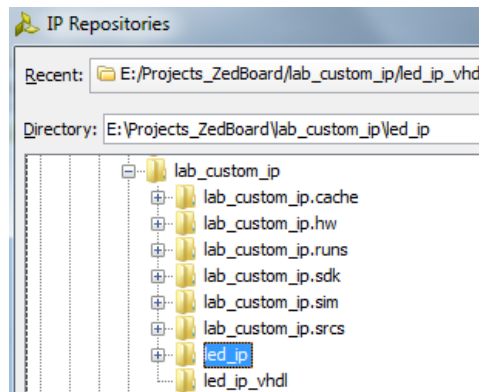 IP Repositories
Recent: E:/Projects_ZedBoard/lab_custom_ip/led_ip_vhd
Directory: E:\Projects_ZedBoard\lab_custom_ip\led_ip
lab_custom_ip
lab_custom_ip.cache
lab_custom_ip.hw
lab_custom_ip.runs
lab_custom_ip.sdk
lab_custom_ip.sim
lab_custom_ip.srcs
led_ip
led_ip_vhdl